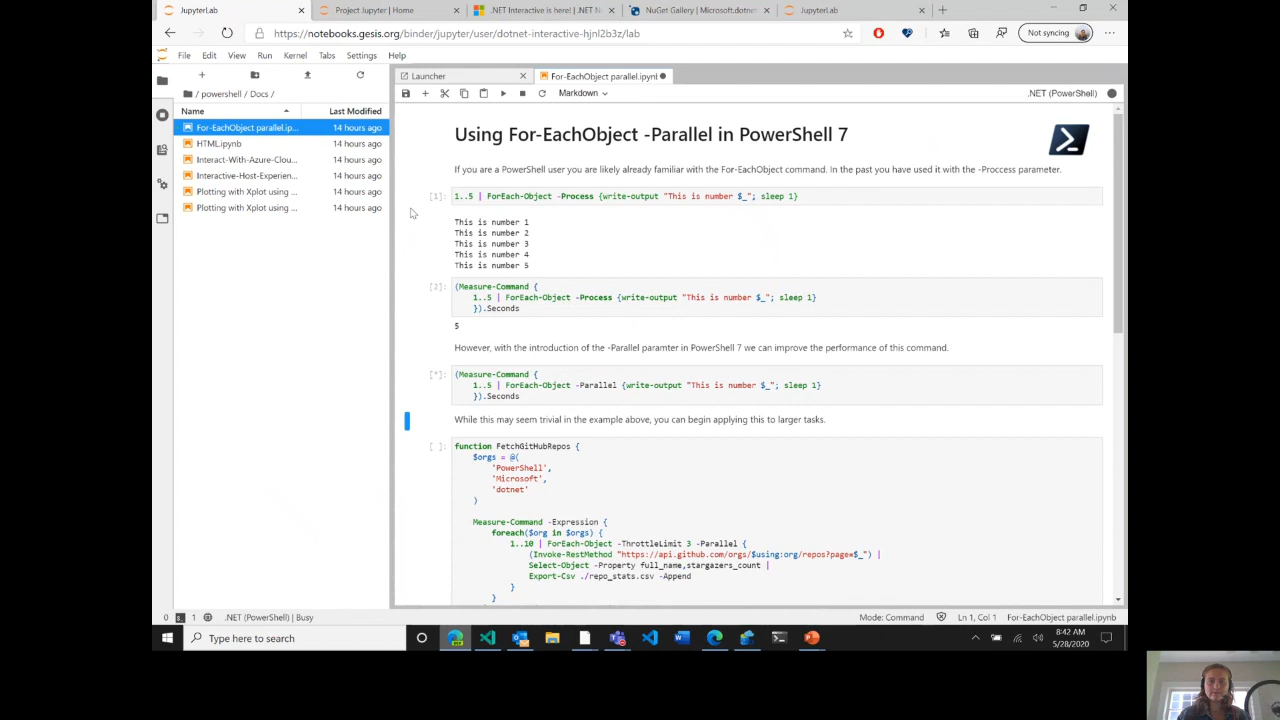 JupyterLab
Project Jupyter | Home
.NET Interactive is here! | .NET N
NuGet Gallery | Microsoft.dotne
JupyterLab
https://notebooks.gesis.org/binder/jupyter/user/dotnet-interactive-hjnl2b3z/lab
Not syncing
File Edit View Run Kernel Tabs Settings Help
Launcher
For-EachObject parallel.ipynb
Markdown
.NET (PowerShell)
/ powershell / Docs /
Name Last Modified
For-EachObject parallel.ip... 14 hours ago
HTML.ipynb 14 hours ago
Interact-With-Azure-Clou... 14 hours ago
Interactive-Host-Experien... 14 hours ago
Plotting with Xplot using ... 14 hours ago
Plotting with Xplot using ... 14 hours ago
Using For-EachObject -Parallel in PowerShell 7
If you are a PowerShell user you are likely already familiar with the For-EachObject command. In the past you have used it with the -Proccess parameter.
[1]: 1..5 | ForEach-Object -Process {write-output "This is number $_"; sleep 1}
This is number 1
This is number 2
This is number 3
This is number 4
This is number 5
[2]: (Measure-Command {
1..5 | ForEach-Object -Process {write-output "This is number $_"; sleep 1}
}).Seconds
5
However, with the introduction of the -Parallel paramter in PowerShell 7 we can improve the performance of this command.
[*]: (Measure-Command {
1..5 | ForEach-Object -Parallel {write-output "This is number $_"; sleep 1}
}).Seconds
While this may seem trivial in the example above, you can begin applying this to larger tasks.
[ ]: function FetchGitHubRepos {
$orgs = @(
'PowerShell',
'Microsoft',
'dotnet'
)
Measure-Command -Expression {
foreach($org in $orgs) {
1..10 | ForEach-Object -ThrottleLimit 3 -Parallel {
(Invoke-RestMethod "https://api.github.com/orgs/$using:org/repos?page=$_") |
Select-Object -Property full_name,stargazers_count |
Export-Csv ./repo_stats.csv -Append
}
}
0 1 .NET (PowerShell) | Busy
Mode: Command Ln 1, Col 1 For-EachObject parallel.ipynb
Type here to search
8:42 AM
5/28/2020